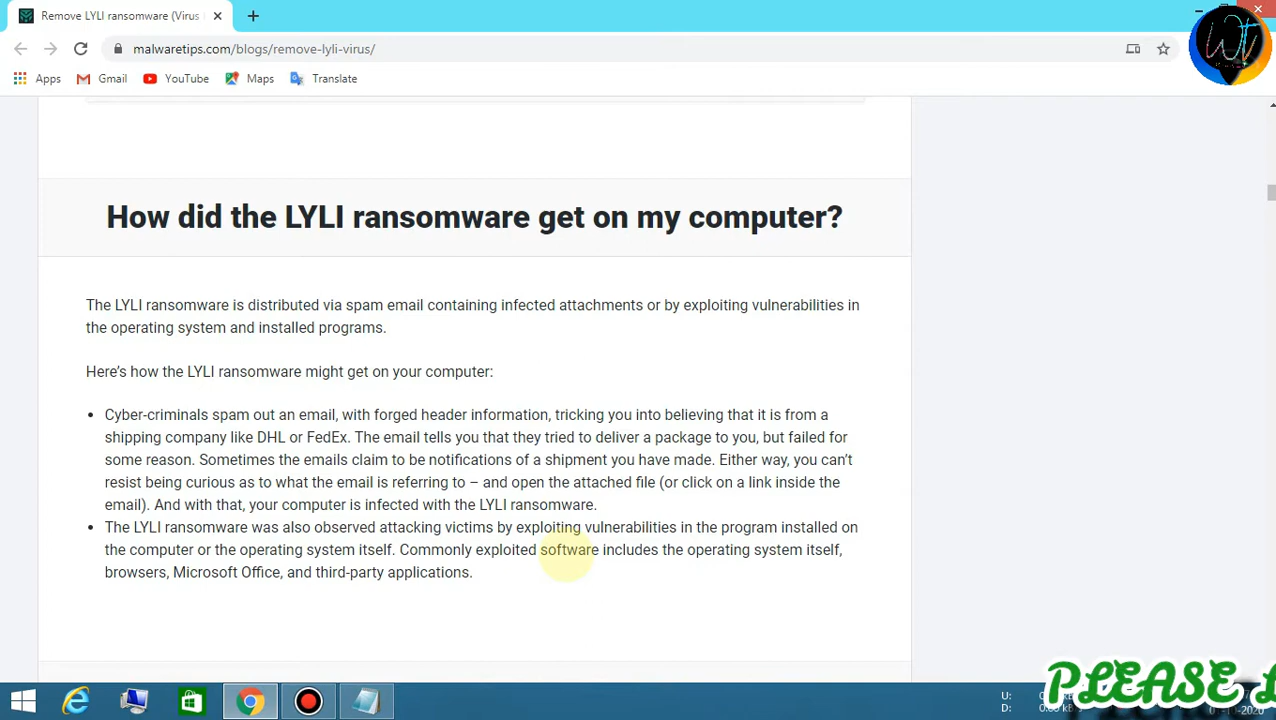 Remove LYLI ransomware (Virus
malwaretips.com/blogs/remove-lyli-virus/
Apps Gmail YouTube Maps Translate
How did the LYLI ransomware get on my computer?
The LYLI ransomware is distributed via spam email containing infected attachments or by exploiting vulnerabilities in
the operating system and installed programs.
Here’s how the LYLI ransomware might get on your computer:
• Cyber-criminals spam out an email, with forged header information, tricking you into believing that it is from a
shipping company like DHL or FedEx. The email tells you that they tried to deliver a package to you, but failed for
some reason. Sometimes the emails claim to be notifications of a shipment you have made. Either way, you can’t
resist being curious as to what the email is referring to – and open the attached file (or click on a link inside the
email). And with that, your computer is infected with the LYLI ransomware.
• The LYLI ransomware was also observed attacking victims by exploiting vulnerabilities in the program installed on
the computer or the operating system itself. Commonly exploited software includes the operating system itself,
browsers, Microsoft Office, and third-party applications.
PLEASE
U:
D: